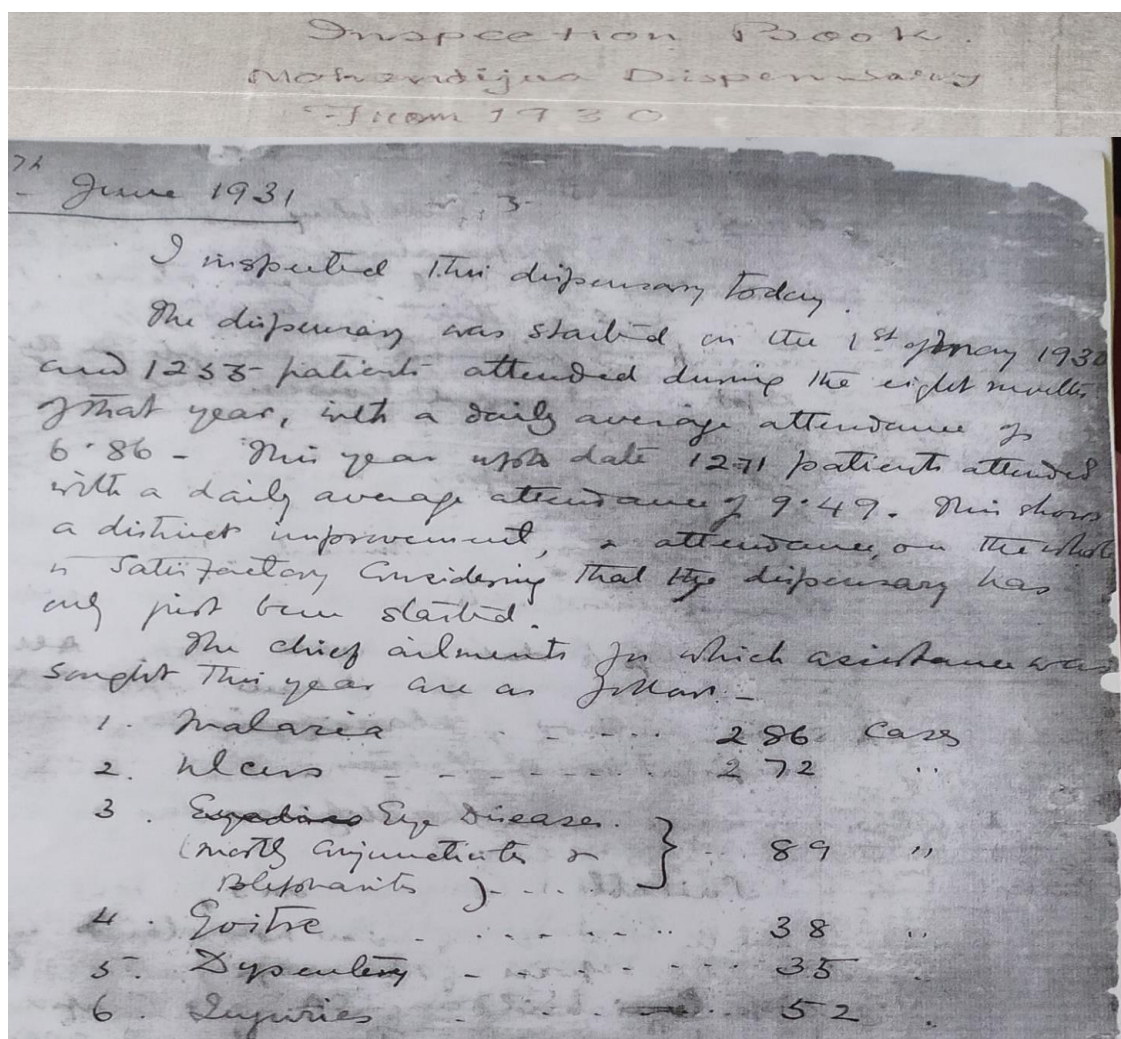 Inspection Book.
Mohendijua Dispensary
From 1930
7th June 1931
3
I inspected this dispensary today.
The dispensary was started on the 1st of May 1930
and 1255 patients attended during the eight months
of that year, with a daily average attendance of
6.86 - This year upto date 1271 patients attended
with a daily average attendance of 9.49. This shows
a distinct improvement, & attendance, on the whole
is Satisfactory Considering that the dispensary has
only just been started.
The chief ailments for which assistance was
sought this year are as follows.-
1. Malaria - - - - - 286 Cases
2. Ulcers - - - - - - - 272 "
3. Eye Diseases.
(mostly Conjunctivitis &
Blepharitis ) - - - } - - 89 "
4. Goitre - - - - - - 38 "
5. Dysentery - - - - - - - 35 "
6. Injuries - - - - 52 "